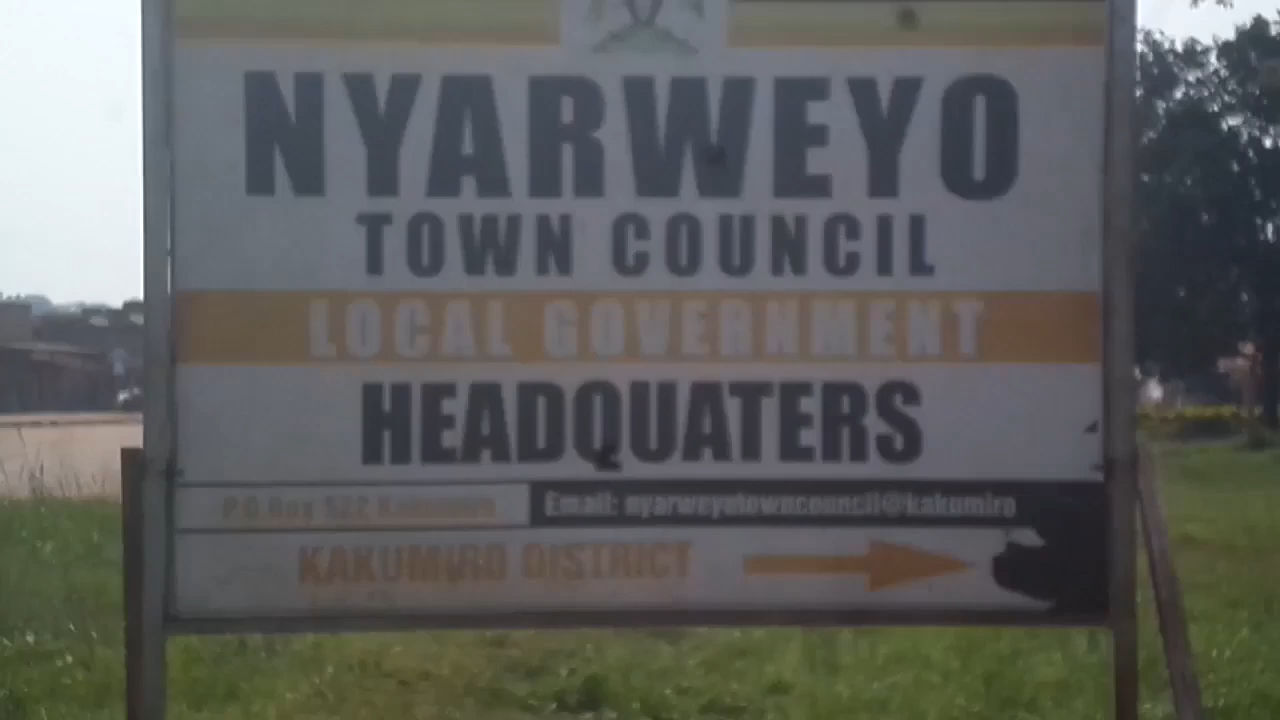 NYARWEYO
TOWN COUNCIL
LOCAL GOVERNMENT
HEADQUATERS
P.O.Box 522 Kakumiro
Email: nyarweyotowncouncil@kakumiro
KAKUMIRO DISTRICT